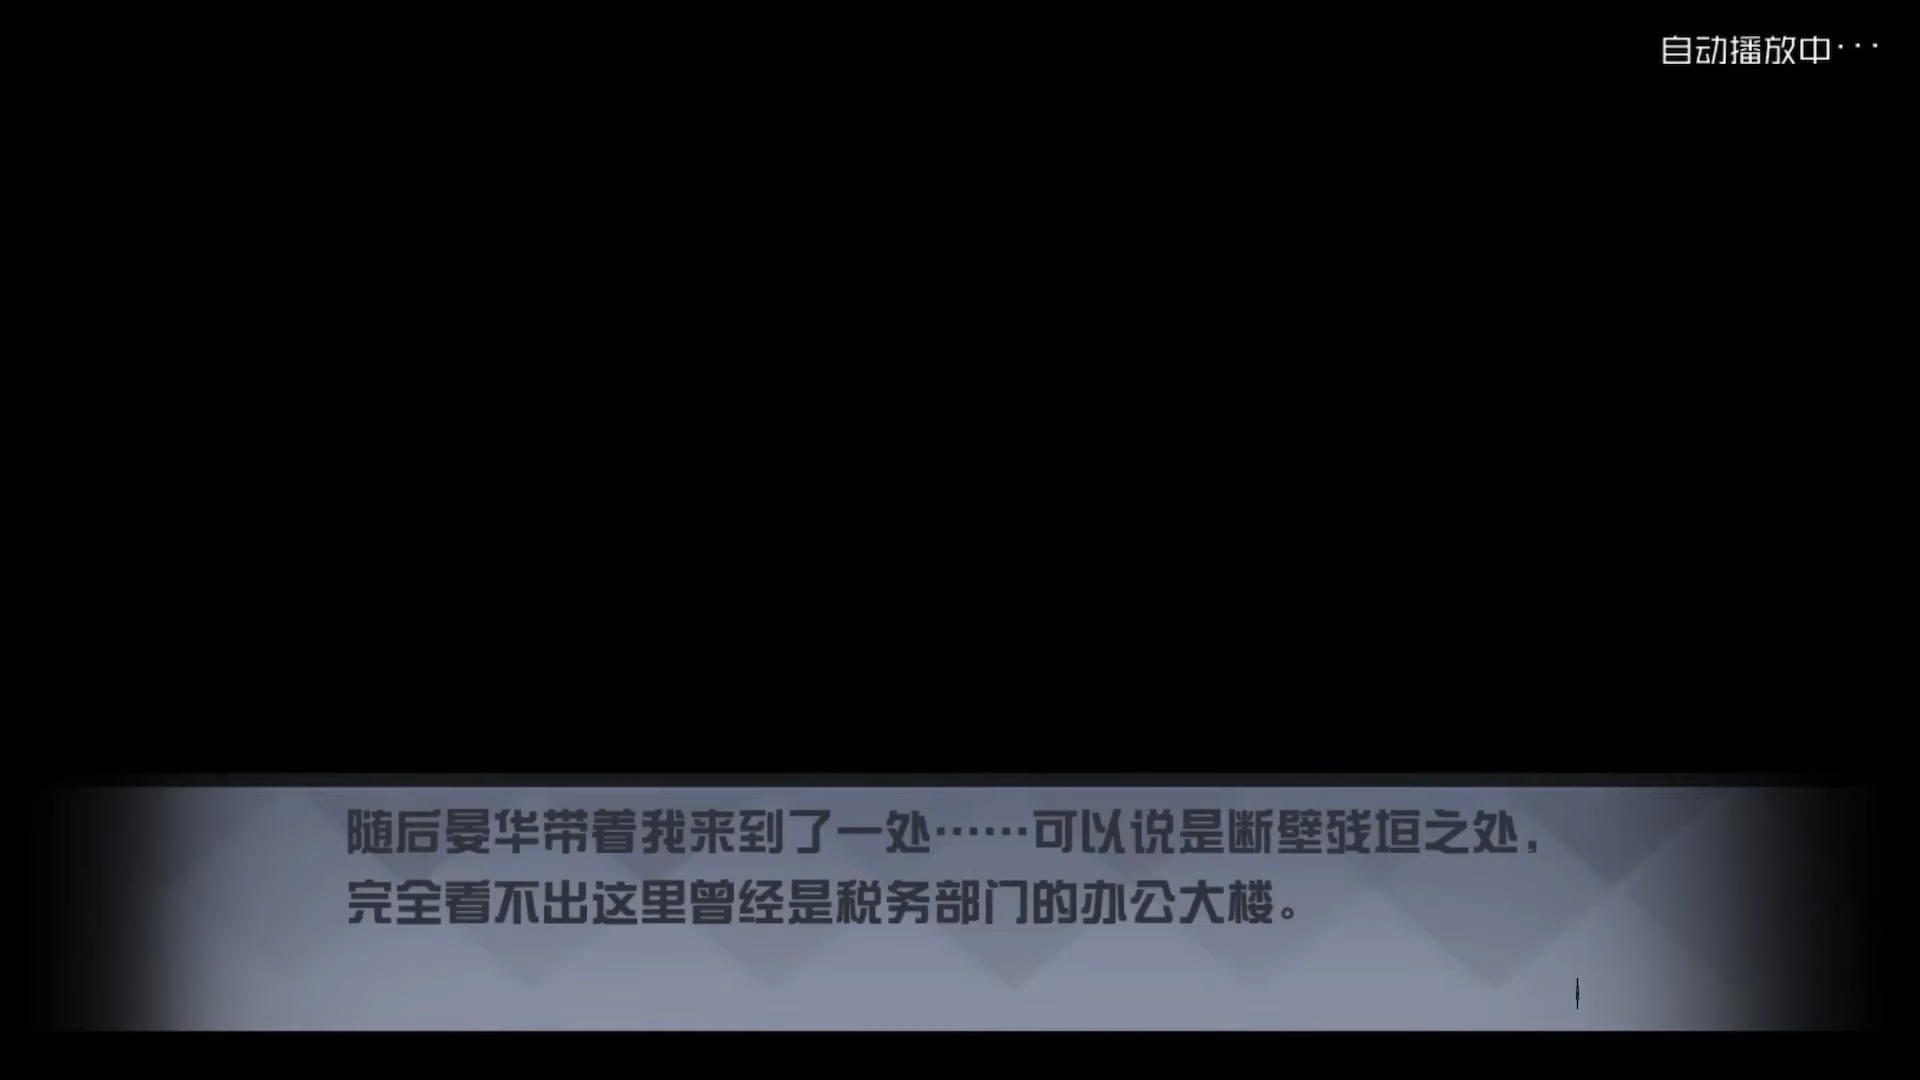 自动播放中···
随后晏华带着我来到了一处……可以说是断壁残垣之处，
完全看不出这里曾经是税务部门的办公大楼。